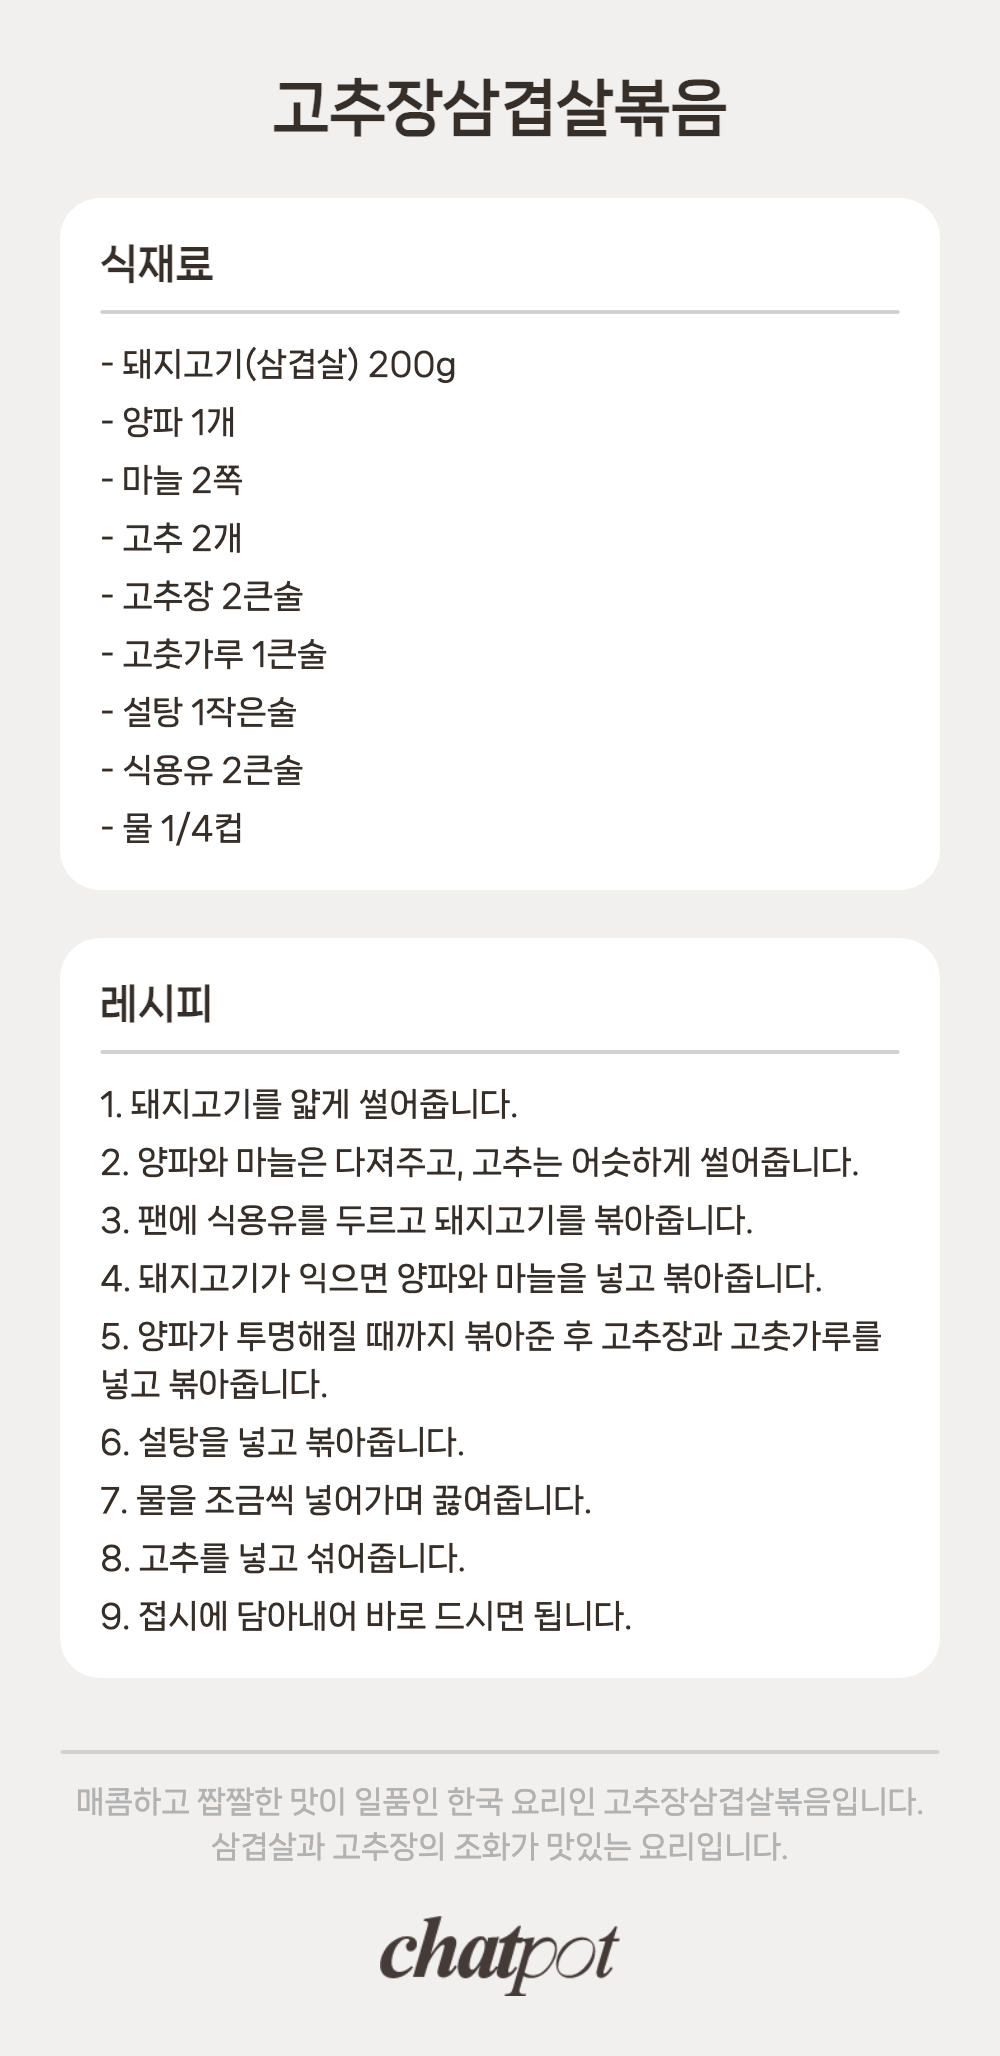 고추장삼겹살볶음
식재료
- 돼지고기(삼겹살) 200g
- 양파 1개
- 마늘 2쪽
- 고추 2개
- 고추장 2큰술
- 고춧가루 1큰술
- 설탕 1작은술
- 식용유 2큰술
- 물 1/4컵
레시피
1. 돼지고기를 얇게 썰어줍니다.
2. 양파와 마늘은 다져주고, 고추는 어슷하게 썰어줍니다.
3. 팬에 식용유를 두르고 돼지고기를 볶아줍니다.
4. 돼지고기가 익으면 양파와 마늘을 넣고 볶아줍니다.
5. 양파가 투명해질 때까지 볶아준 후 고추장과 고춧가루를
넣고 볶아줍니다.
6. 설탕을 넣고 볶아줍니다.
7. 물을 조금씩 넣어가며 끓여줍니다.
8. 고추를 넣고 섞어줍니다.
9. 접시에 담아내어 바로 드시면 됩니다.
매콤하고 짭짤한 맛이 일품인 한국 요리인 고추장삼겹살볶음입니다.
삼겹살과 고추장의 조화가 맛있는 요리입니다.
chatpot